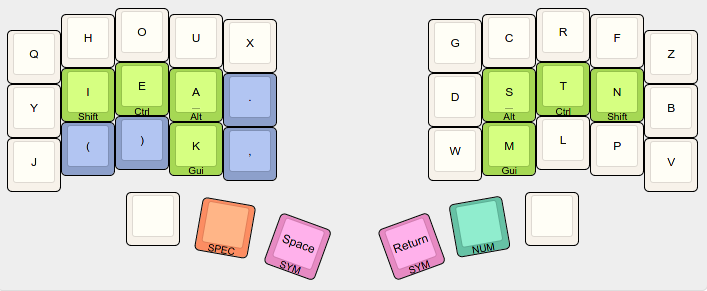 Q H O U X G C R F Z
Y I E A . D S T N B
Shift Ctrl Alt Alt Ctrl Shift
J ( ) K , W M L P V
Gui Gui
SPEC Space SYM Return SYM NUM